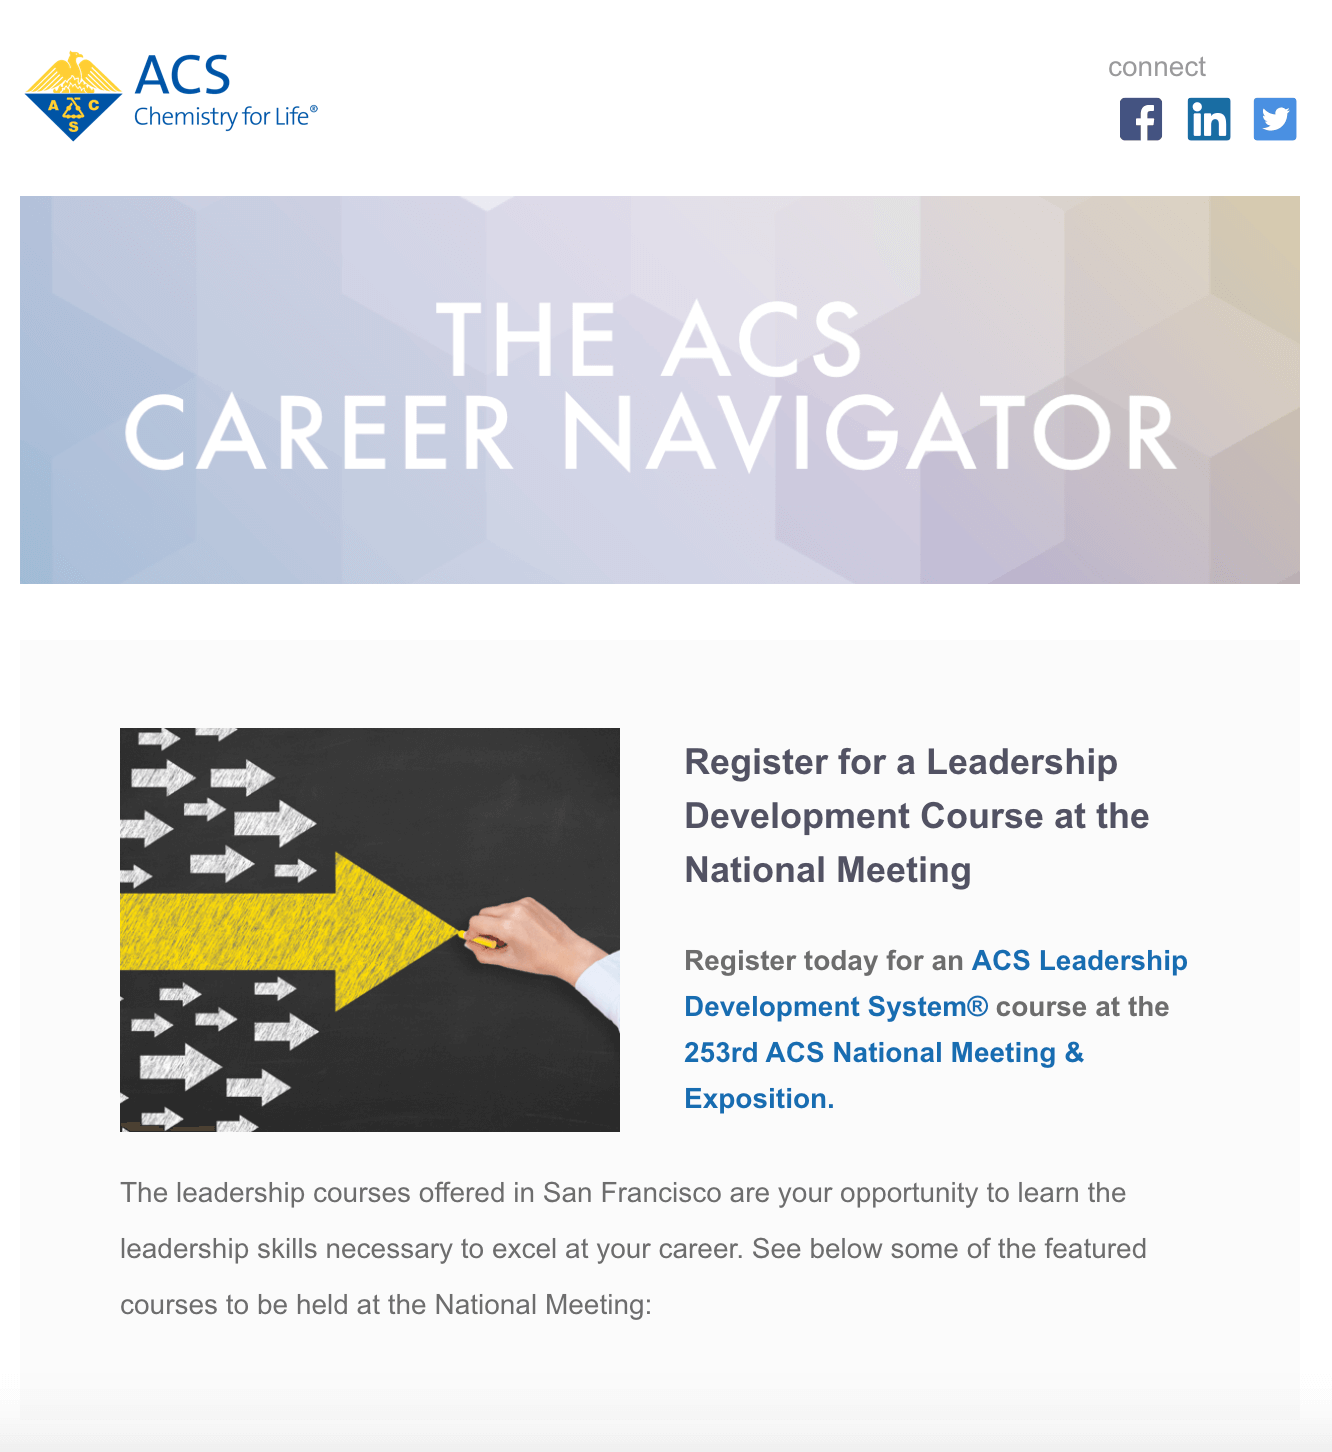 ACS
Chemistry for Life®
A C S
connect
THE ACS
CAREER NAVIGATOR
Register for a Leadership
Development Course at the
National Meeting
Register today for an ACS Leadership
Development System® course at the
253rd ACS National Meeting &
Exposition.
The leadership courses offered in San Francisco are your opportunity to learn the
leadership skills necessary to excel at your career. See below some of the featured
courses to be held at the National Meeting: